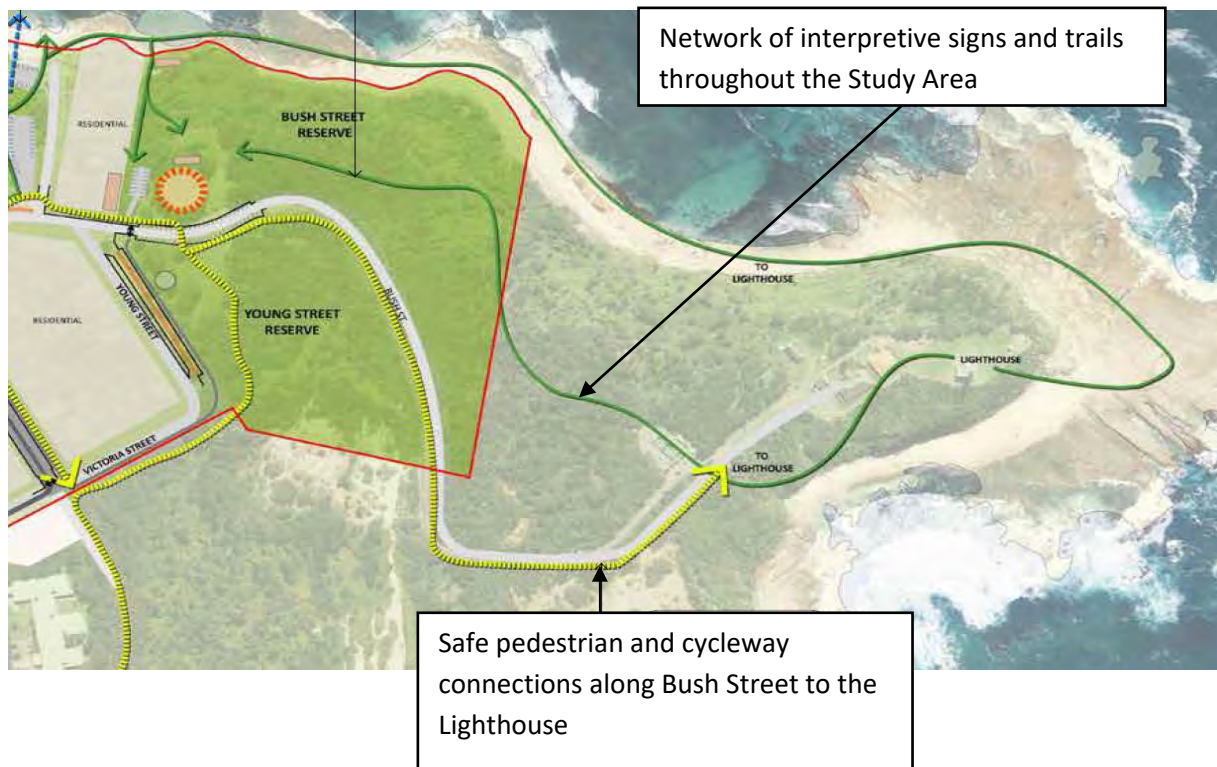 Network of interpretive signs and trails
throughout the Study Area
RESIDENTIAL
BUSH STREET
RESERVE
BUSH ST
YOUNG STREET
YOUNG STREET
RESERVE
RESIDENTIAL
TO
LIGHTHOUSE
LIGHTHOUSE
VICTORIA STREET
TO
LIGHTHOUSE
Safe pedestrian and cycleway
connections along Bush Street to the
Lighthouse